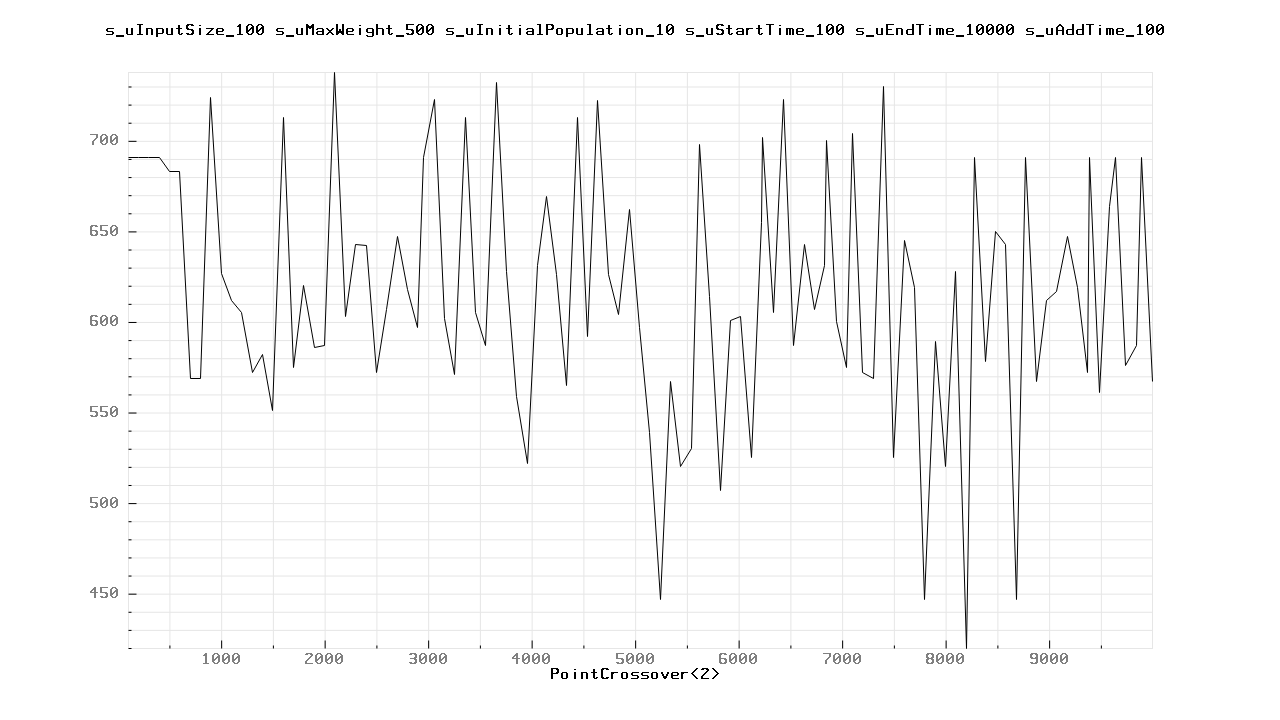 s_uInputSize_100 s_uMaxWeight_500 s_uInitialPopulation_10 s_uStartTime_100 s_uEndTime_10000 s_uAddTime_100
700
650
600
550
500
450
1000 2000 3000 4000 5000 6000 7000 8000 9000
PointCrossover<2>